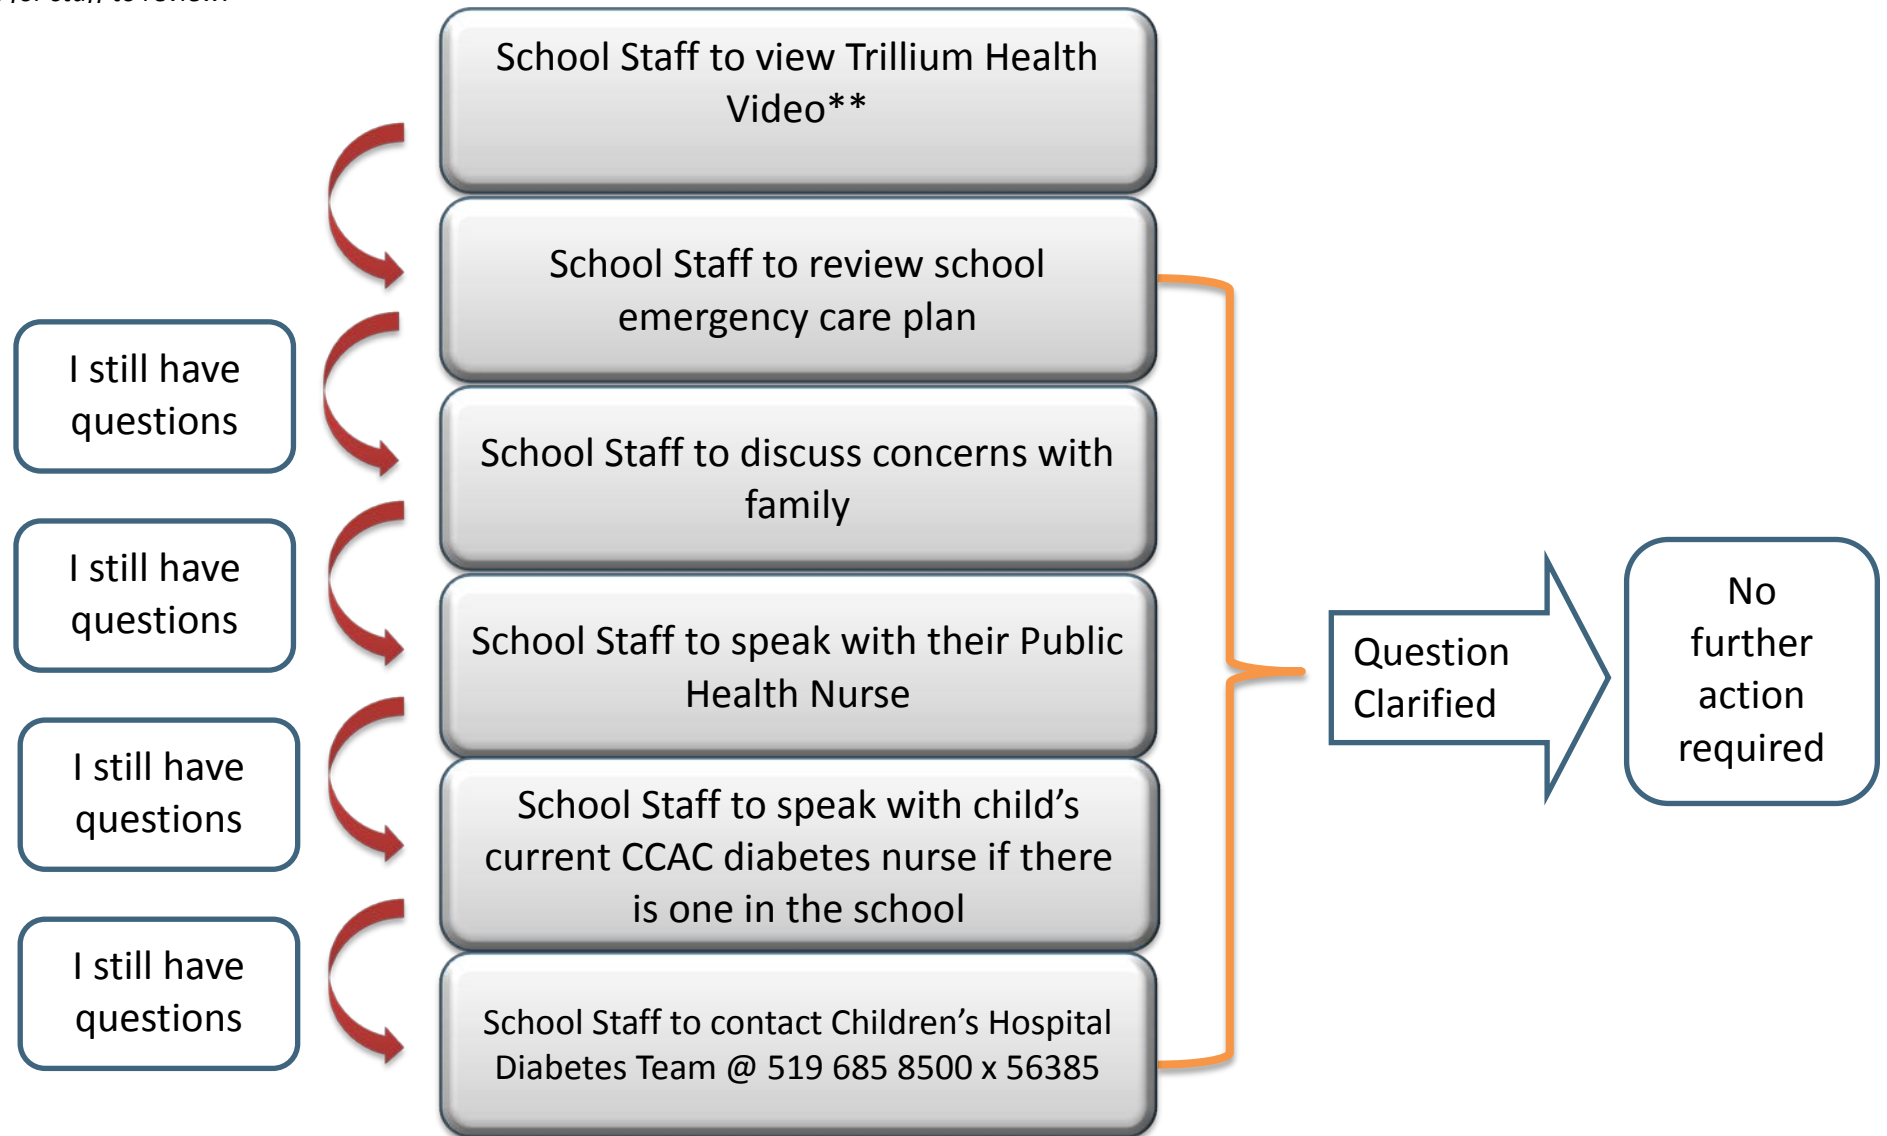 for staff to review.
School Staff to view Trillium Health
Video**
School Staff to review school
emergency care plan
I still have
questions
School Staff to discuss concerns with
family
I still have
questions
School Staff to speak with their Public
Health Nurse
I still have
questions
School Staff to speak with child’s
current CCAC diabetes nurse if there
is one in the school
I still have
questions
School Staff to contact Children’s Hospital
Diabetes Team @ 519 685 8500 x 56385
Question
Clarified
No
further
action
required